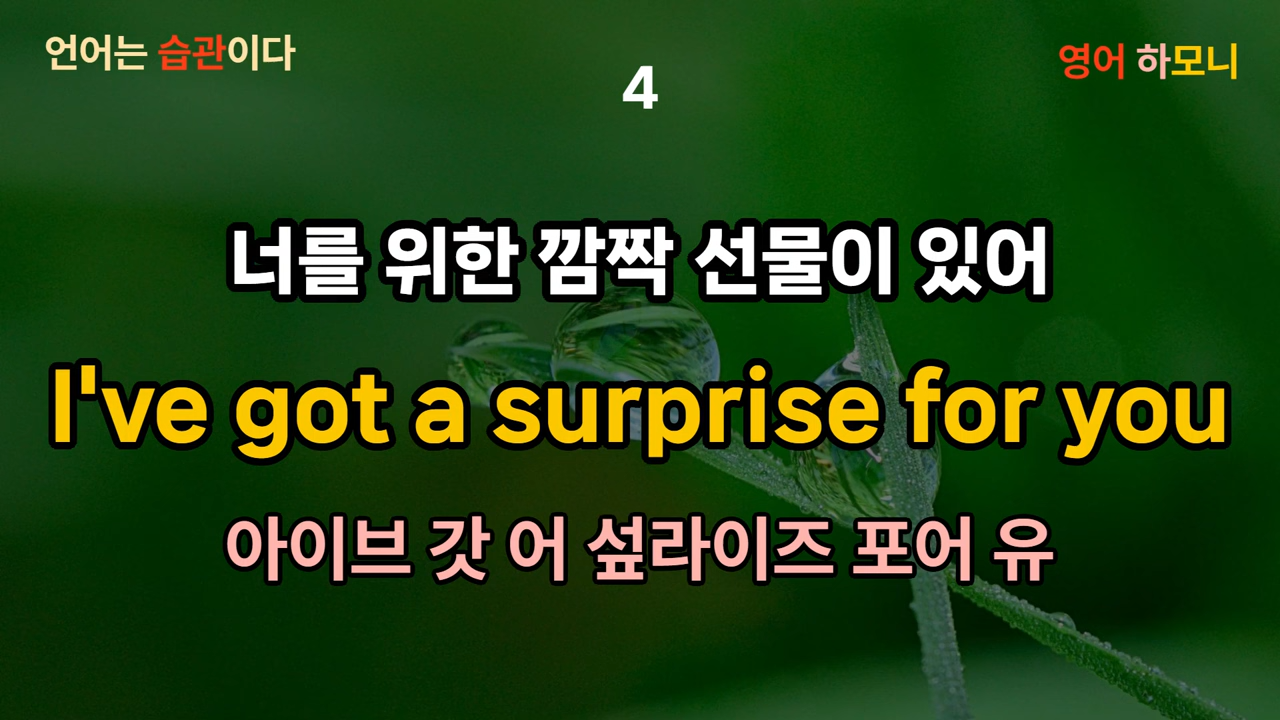 언어는 습관이다
영어 하모니
4
너를 위한 깜짝 선물이 있어
I've got a surprise for you
아이브 갓 어 섶라이즈 포어 유